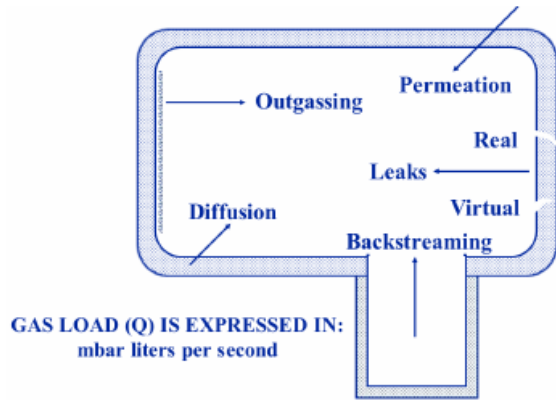 Permeation
Outgassing
Real
Leaks
Virtual
Diffusion
Backstreaming
GAS LOAD (Q) IS EXPRESSED IN:
mbar liters per second